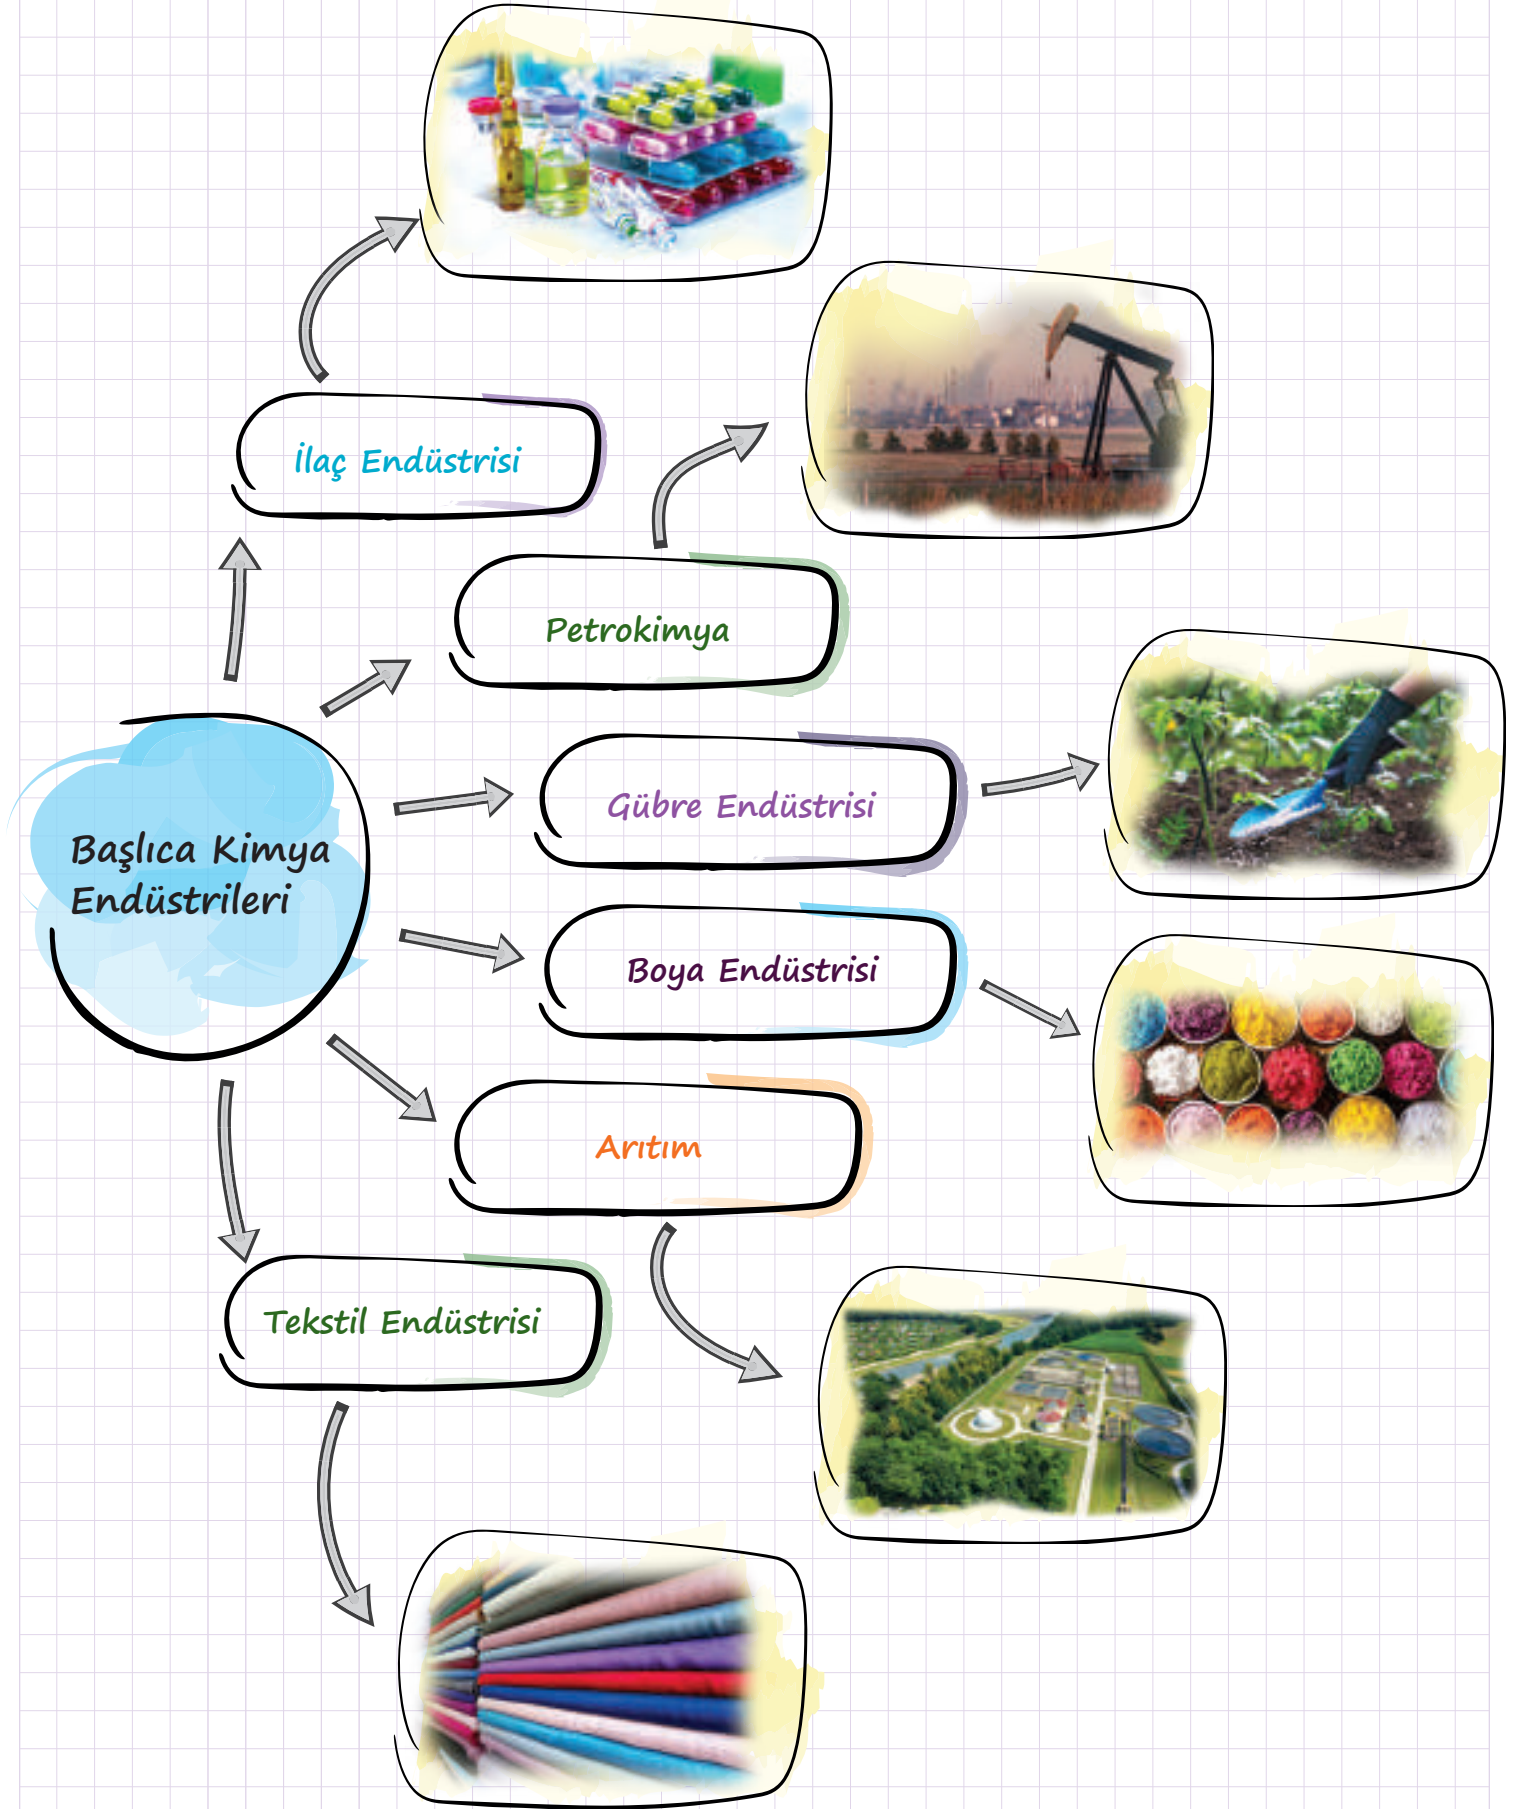 İlaç Endüstrisi
Petrokimya
Gübre Endüstrisi
Başlıca Kimya
Endüstrileri
Boya Endüstrisi
Arıtım
Tekstil Endüstrisi